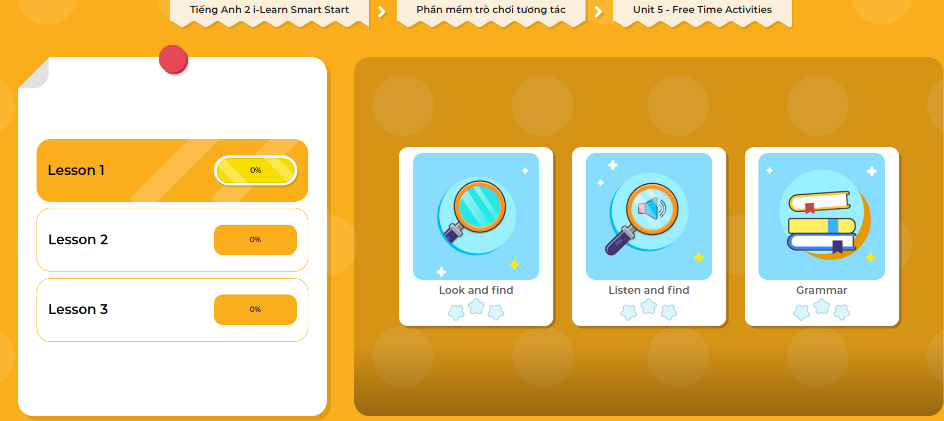 Tiếng Anh 2 i-Learn Smart Start
Phần mềm trò chơi tương tác
Unit 5 - Free Time Activities
Lesson 1
0%
Lesson 2
0%
Lesson 3
0%
Look and find
Listen and find
Grammar